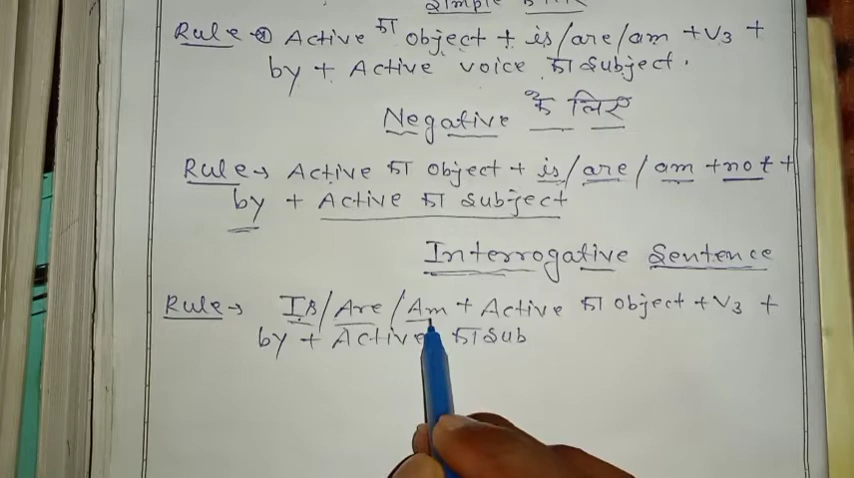 Simple
Rule → Active का object + is/are/am + V3 +
by + Active voice का Subject.
Negative के लिए
Rule → Active का object + is/are/am + not +
by + Active का Subject
Interrogative Sentence
Rule → Is/Are/Am + Active का object + V3 +
by + Active का Sub